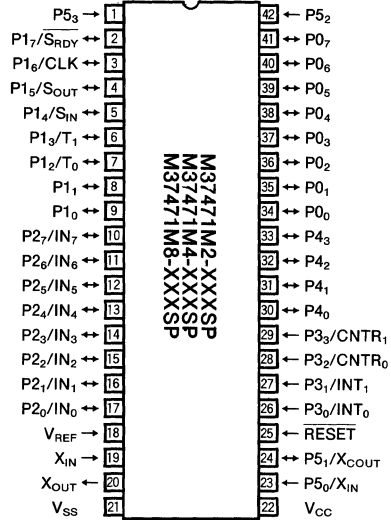 P5₃ → 1
P1₇/S̅R̅D̅Y̅ ↔ 2
P1₆/CLK ↔ 3
P1₅/SOUT ↔ 4
P1₄/SIN ↔ 5
P1₃/T₁ ↔ 6
P1₂/T₀ ↔ 7
P1₁ ↔ 8
P1₀ ↔ 9
P2₇/IN₇ ↔ 10
P2₆/IN₆ ↔ 11
P2₅/IN₅ ↔ 12
P2₄/IN₄ ↔ 13
P2₃/IN₃ ↔ 14
P2₂/IN₂ ↔ 15
P2₁/IN₁ ↔ 16
P2₀/IN₀ ↔ 17
VREF → 18
XIN → 19
XOUT ← 20
VSS 21
M37471M2-XXXSP
M37471M4-XXXSP
M37471M8-XXXSP
42 ← P5₂
41 ↔ P0₇
40 ↔ P0₆
39 ↔ P0₅
38 ↔ P0₄
37 ↔ P0₃
36 ↔ P0₂
35 ↔ P0₁
34 ↔ P0₀
33 ↔ P4₃
32 ↔ P4₂
31 ↔ P4₁
30 ↔ P4₀
29 ← P3₃/CNTR₁
28 ← P3₂/CNTR₀
27 ← P3₁/INT₁
26 ← P3₀/INT₀
25 ← R̅E̅S̅E̅T̅
24 ↔ P5₁/XCOUT
23 ← P5₀/XIN
22 VCC